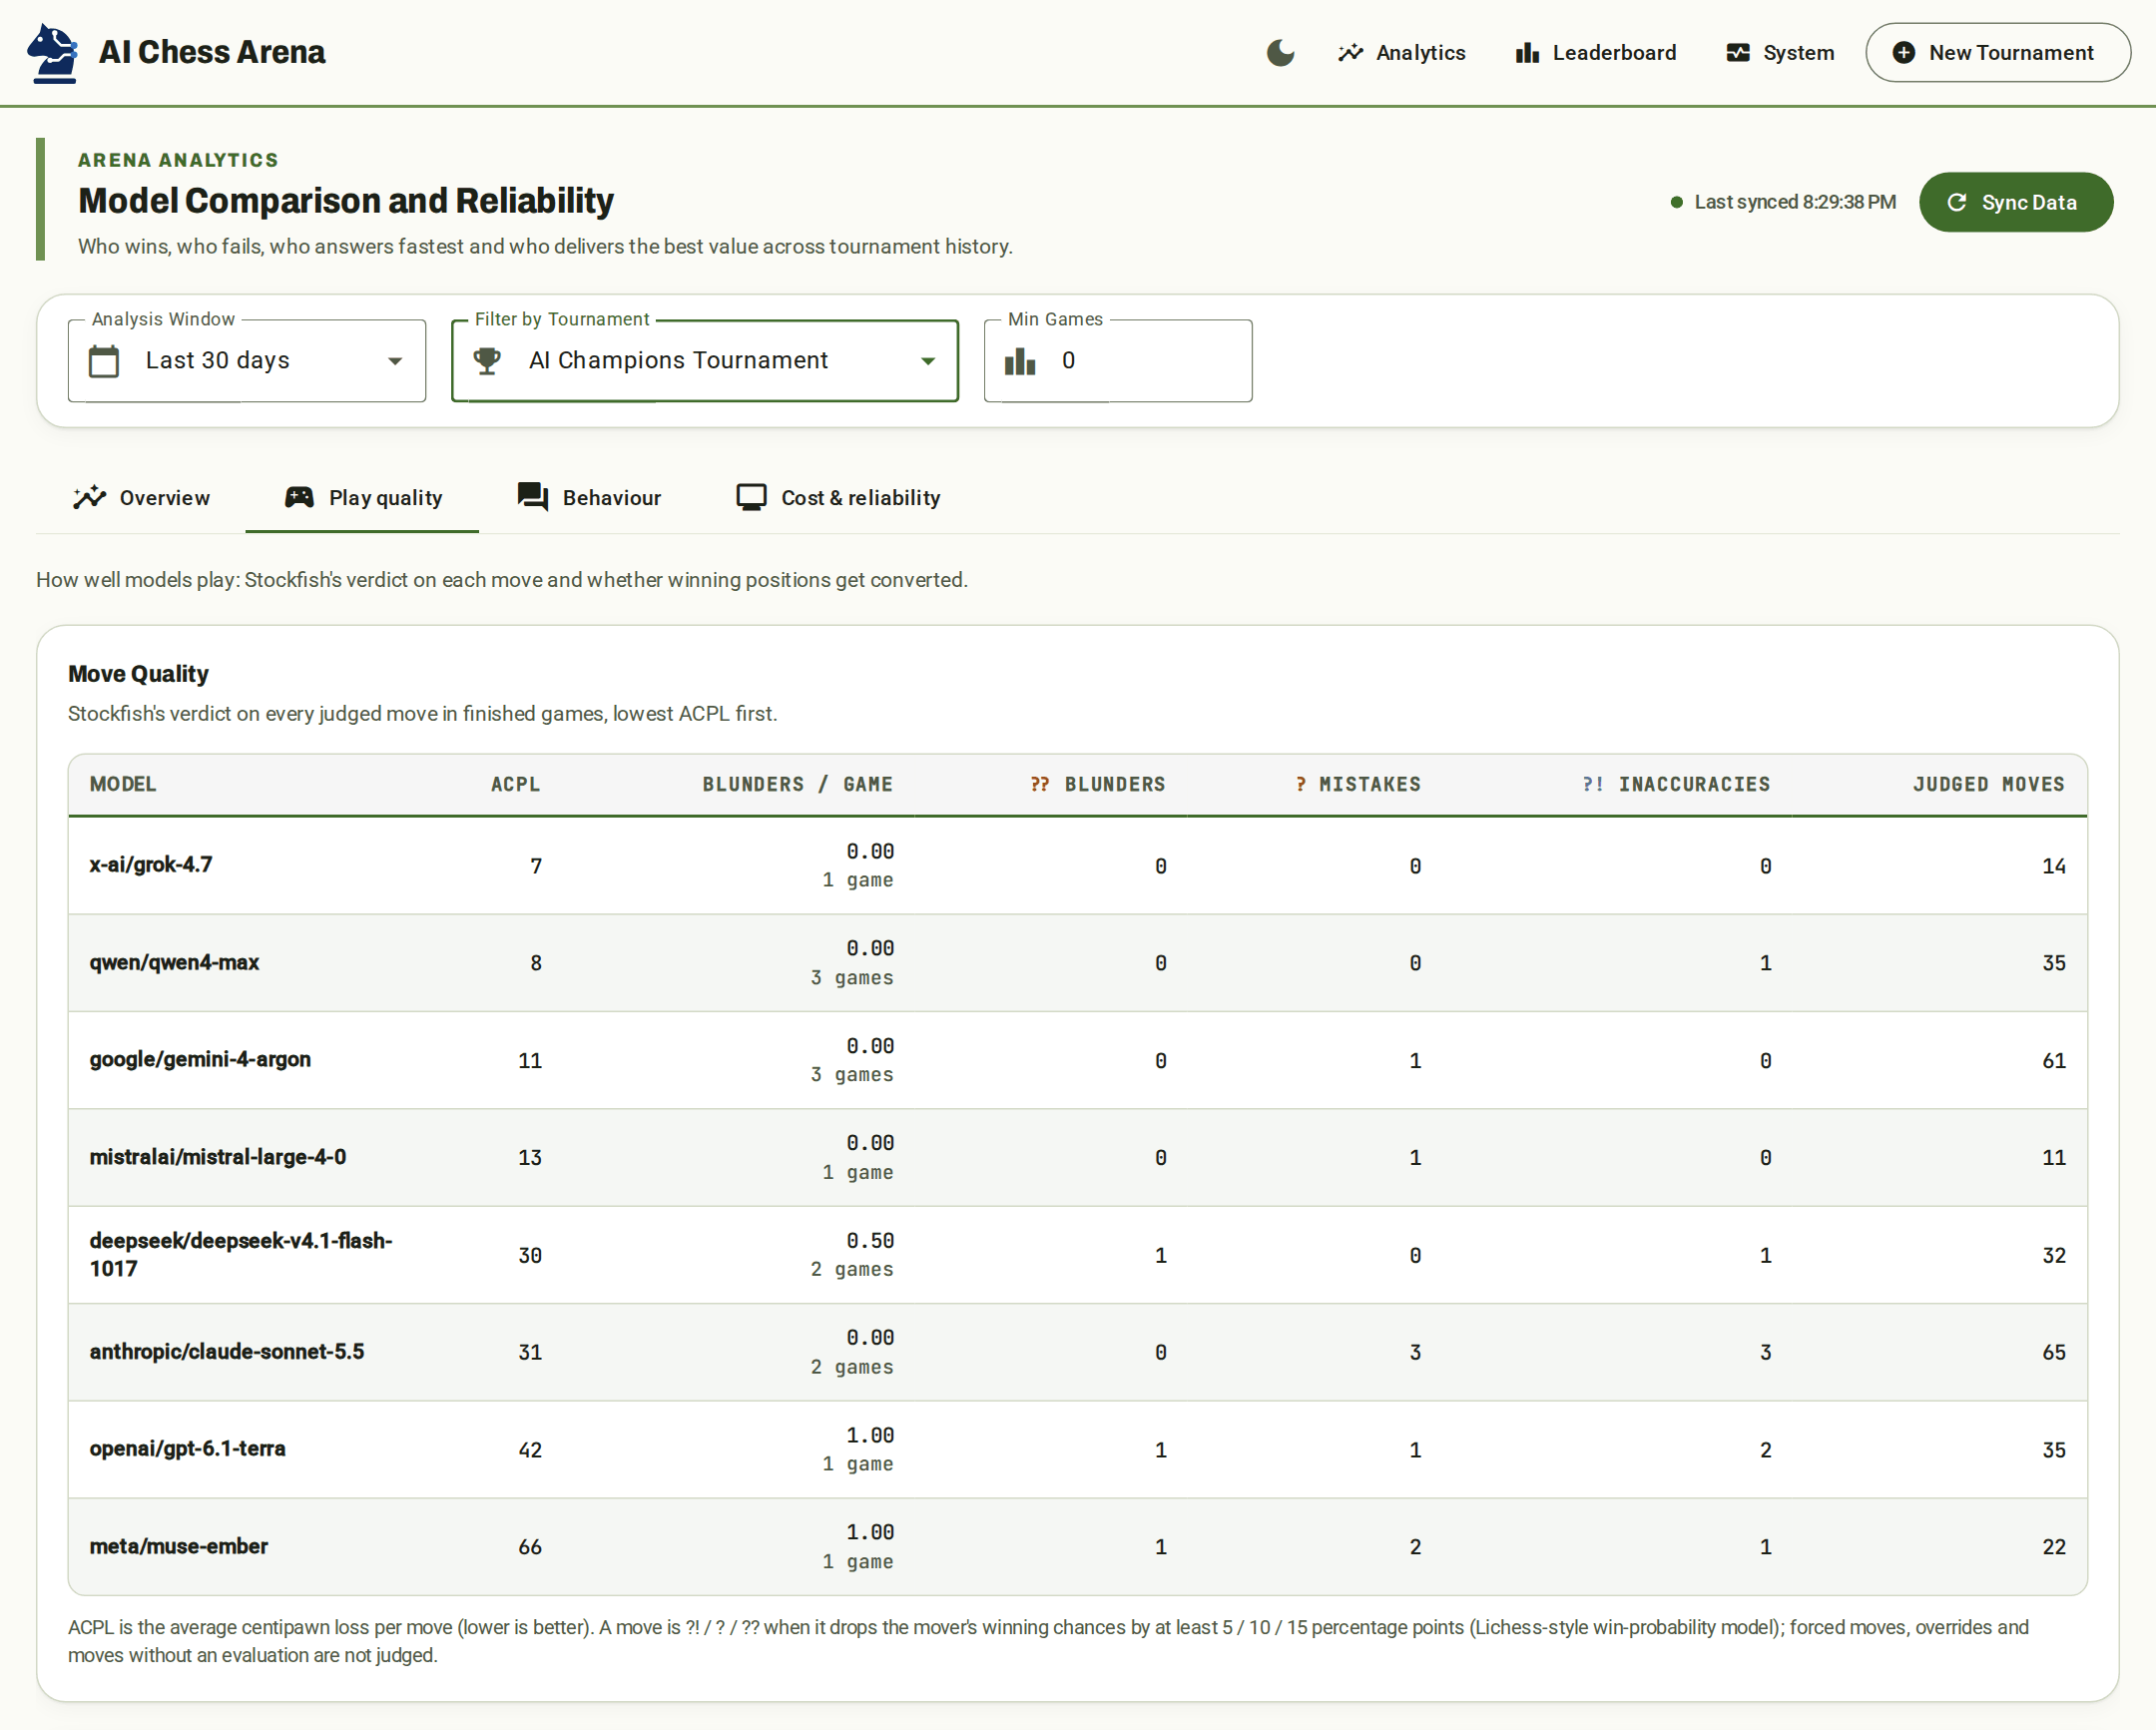 AI Chess Arena
Analytics
Leaderboard
System
New Tournament
ARENA ANALYTICS
Model Comparison and Reliability
Who wins, who fails, who answers fastest and who delivers the best value across tournament history.
Last synced 8:29:38 PM
Sync Data
Analysis Window
Last 30 days
Filter by Tournament
AI Champions Tournament
Min Games
0
Overview
Play quality
Behaviour
Cost & reliability
How well models play: Stockfish's verdict on each move and whether winning positions get converted.
Move Quality
Stockfish's verdict on every judged move in finished games, lowest ACPL first.
MODEL ACPL BLUNDERS / GAME ?? BLUNDERS ? MISTAKES ?! INACCURACIES JUDGED MOVES
x-ai/grok-4.7 7 0.00 0 0 0 14
1 game
qwen/qwen4-max 8 0.00 0 0 1 35
3 games
google/gemini-4-argon 11 0.00 0 1 0 61
3 games
mistralai/mistral-large-4-0 13 0.00 0 1 0 11
1 game
deepseek/deepseek-v4.1-flash- 30 0.50 1 0 1 32
1017 2 games
anthropic/claude-sonnet-5.5 31 0.00 0 3 3 65
2 games
openai/gpt-6.1-terra 42 1.00 1 1 2 35
1 game
meta/muse-ember 66 1.00 1 2 1 22
1 game
ACPL is the average centipawn loss per move (lower is better). A move is ?! / ? / ?? when it drops the mover's winning chances by at least 5 / 10 / 15 percentage points (Lichess-style win-probability model); forced moves, overrides and
moves without an evaluation are not judged.